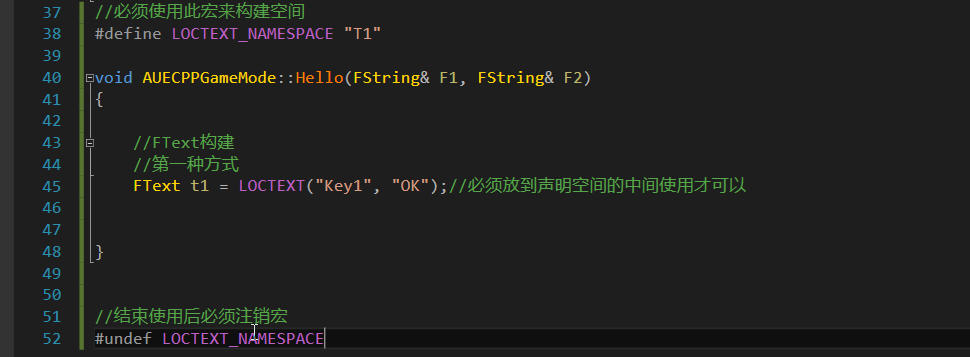 37 //必须使用此宏来构建空间
38 #define LOCTEXT_NAMESPACE "T1"
39
40 void AUECPPGameMode::Hello(FString& F1, FString& F2)
41 {
42
43 //FText构建
44 //第一种方式
45 FText t1 = LOCTEXT("Key1", "OK");//必须放到声明空间的中间使用才可以
46
47
48 }
49
50
51 //结束使用后必须注销宏
52 #undef LOCTEXT_NAMESPACE